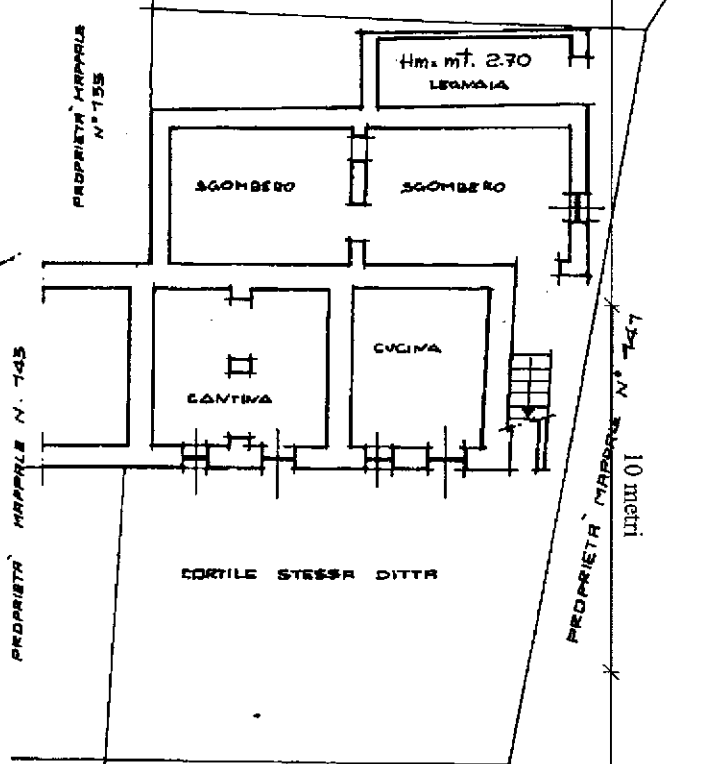 PROPRIETA' MAPPALE
N° 155
Hm= mt. 2.70
LEGNAIA
SGOMBERO
SGOMBERO
CUCINA
CANTINA
PROPRIETA' MAPPALE N. 743
PROPRIETA' MAPPALE N° 747
10 metri
CORTILE STESSA DITTA